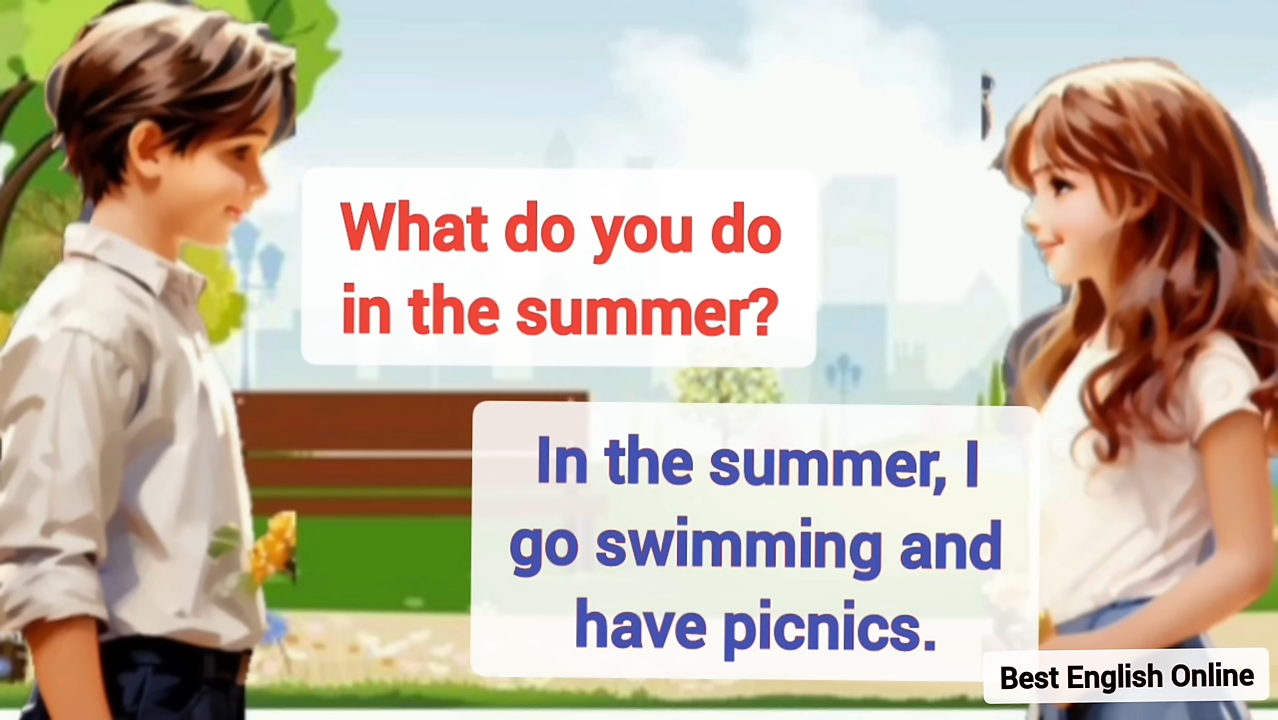 What do you do
in the summer?
In the summer, I
go swimming and
have picnics.
Best English Online